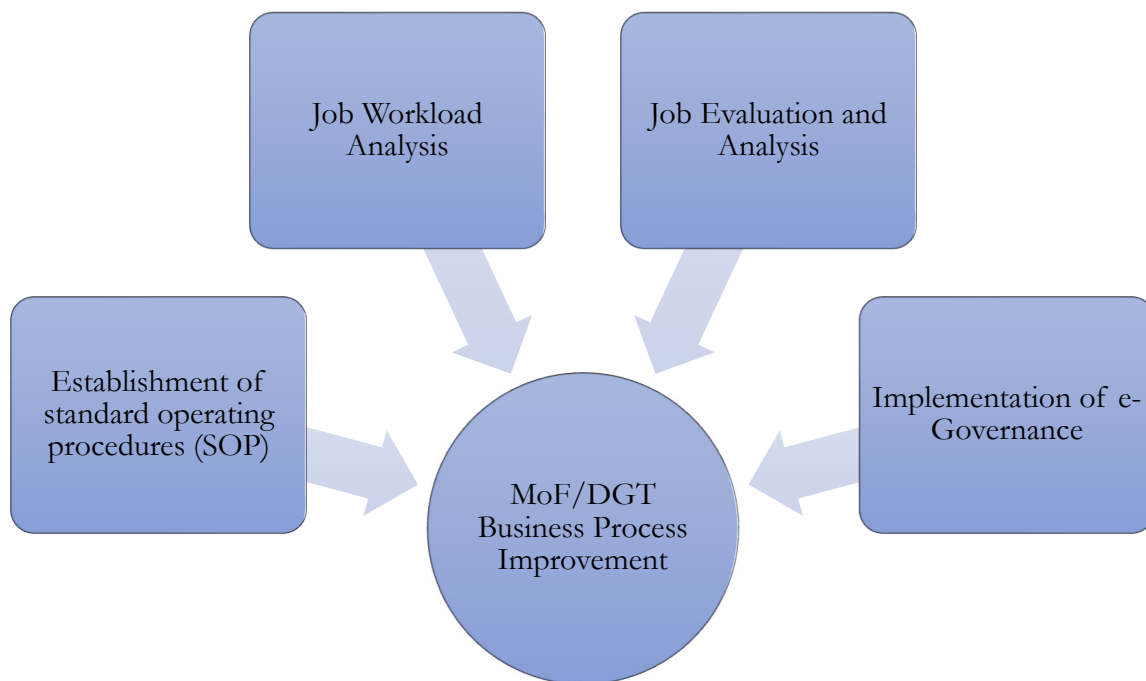 Job Workload
Analysis
Job Evaluation and
Analysis
Establishment of
standard operating
procedures (SOP)
Implementation of e-
Governance
MoF/DGT
Business Process
Improvement